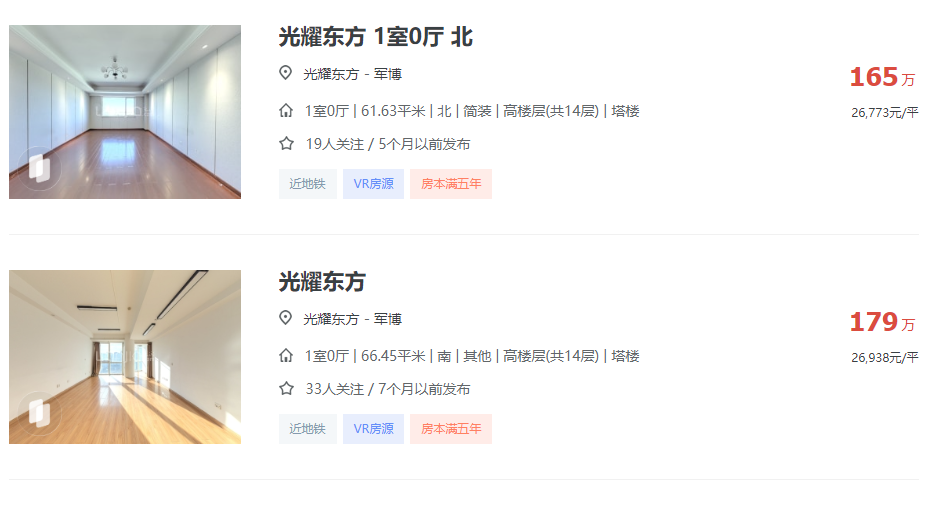 光耀东方 1室0厅 北
光耀东方 - 军博
165万
1室0厅 | 61.63平米 | 北 | 简装 | 高楼层(共14层) | 塔楼
26,773元/平
19人关注 / 5个月以前发布
近地铁 VR房源 房本满五年
光耀东方
光耀东方 - 军博
179万
1室0厅 | 66.45平米 | 南 | 其他 | 高楼层(共14层) | 塔楼
26,938元/平
33人关注 / 7个月以前发布
近地铁 VR房源 房本满五年